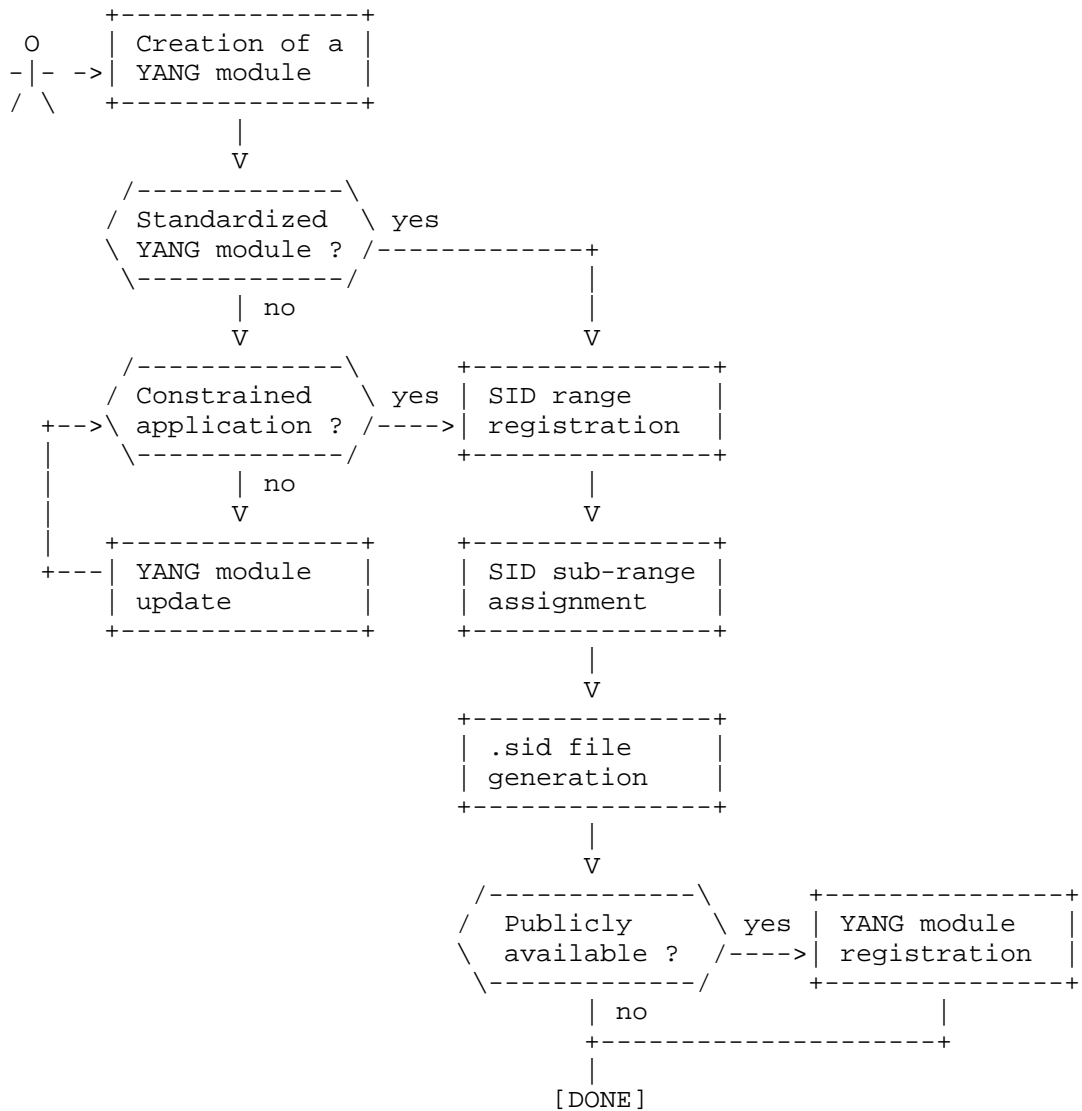 Creation of a
YANG module
Standardized
YANG module ?
yes
no
Constrained
application ?
yes
SID range
registration
no
YANG module
update
SID sub-range
assignment
.sid file
generation
Publicly
available ?
yes
YANG module
registration
no
[DONE]